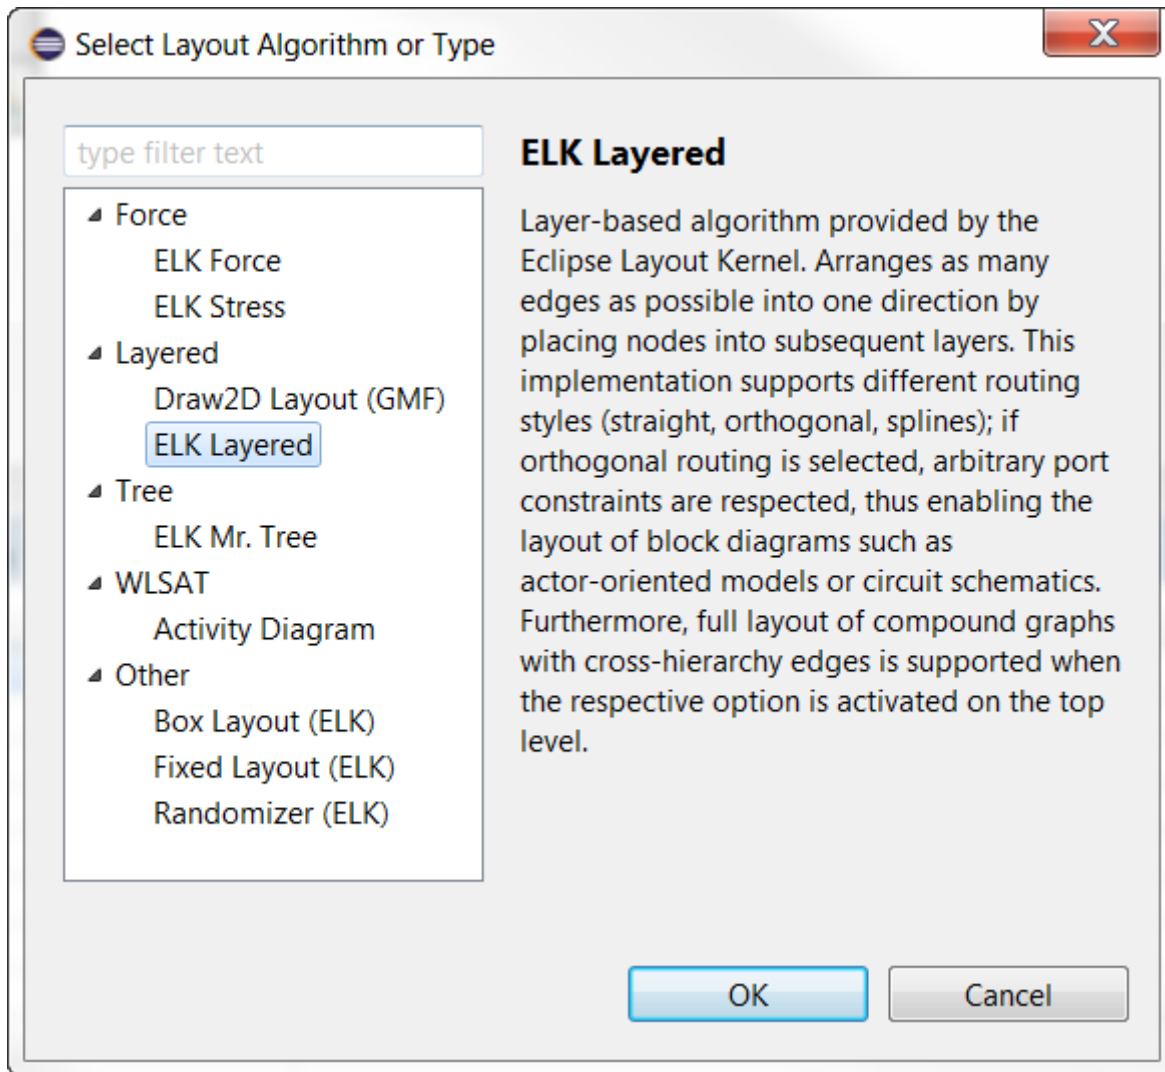 Select Layout Algorithm or Type
type filter text
Force
ELK Force
ELK Stress
Layered
Draw2D Layout (GMF)
ELK Layered
Tree
ELK Mr. Tree
WLSAT
Activity Diagram
Other
Box Layout (ELK)
Fixed Layout (ELK)
Randomizer (ELK)
ELK Layered
Layer-based algorithm provided by the
Eclipse Layout Kernel. Arranges as many
edges as possible into one direction by
placing nodes into subsequent layers. This
implementation supports different routing
styles (straight, orthogonal, splines); if
orthogonal routing is selected, arbitrary port
constraints are respected, thus enabling the
layout of block diagrams such as
actor-oriented models or circuit schematics.
Furthermore, full layout of compound graphs
with cross-hierarchy edges is supported when
the respective option is activated on the top
level.
OK
Cancel